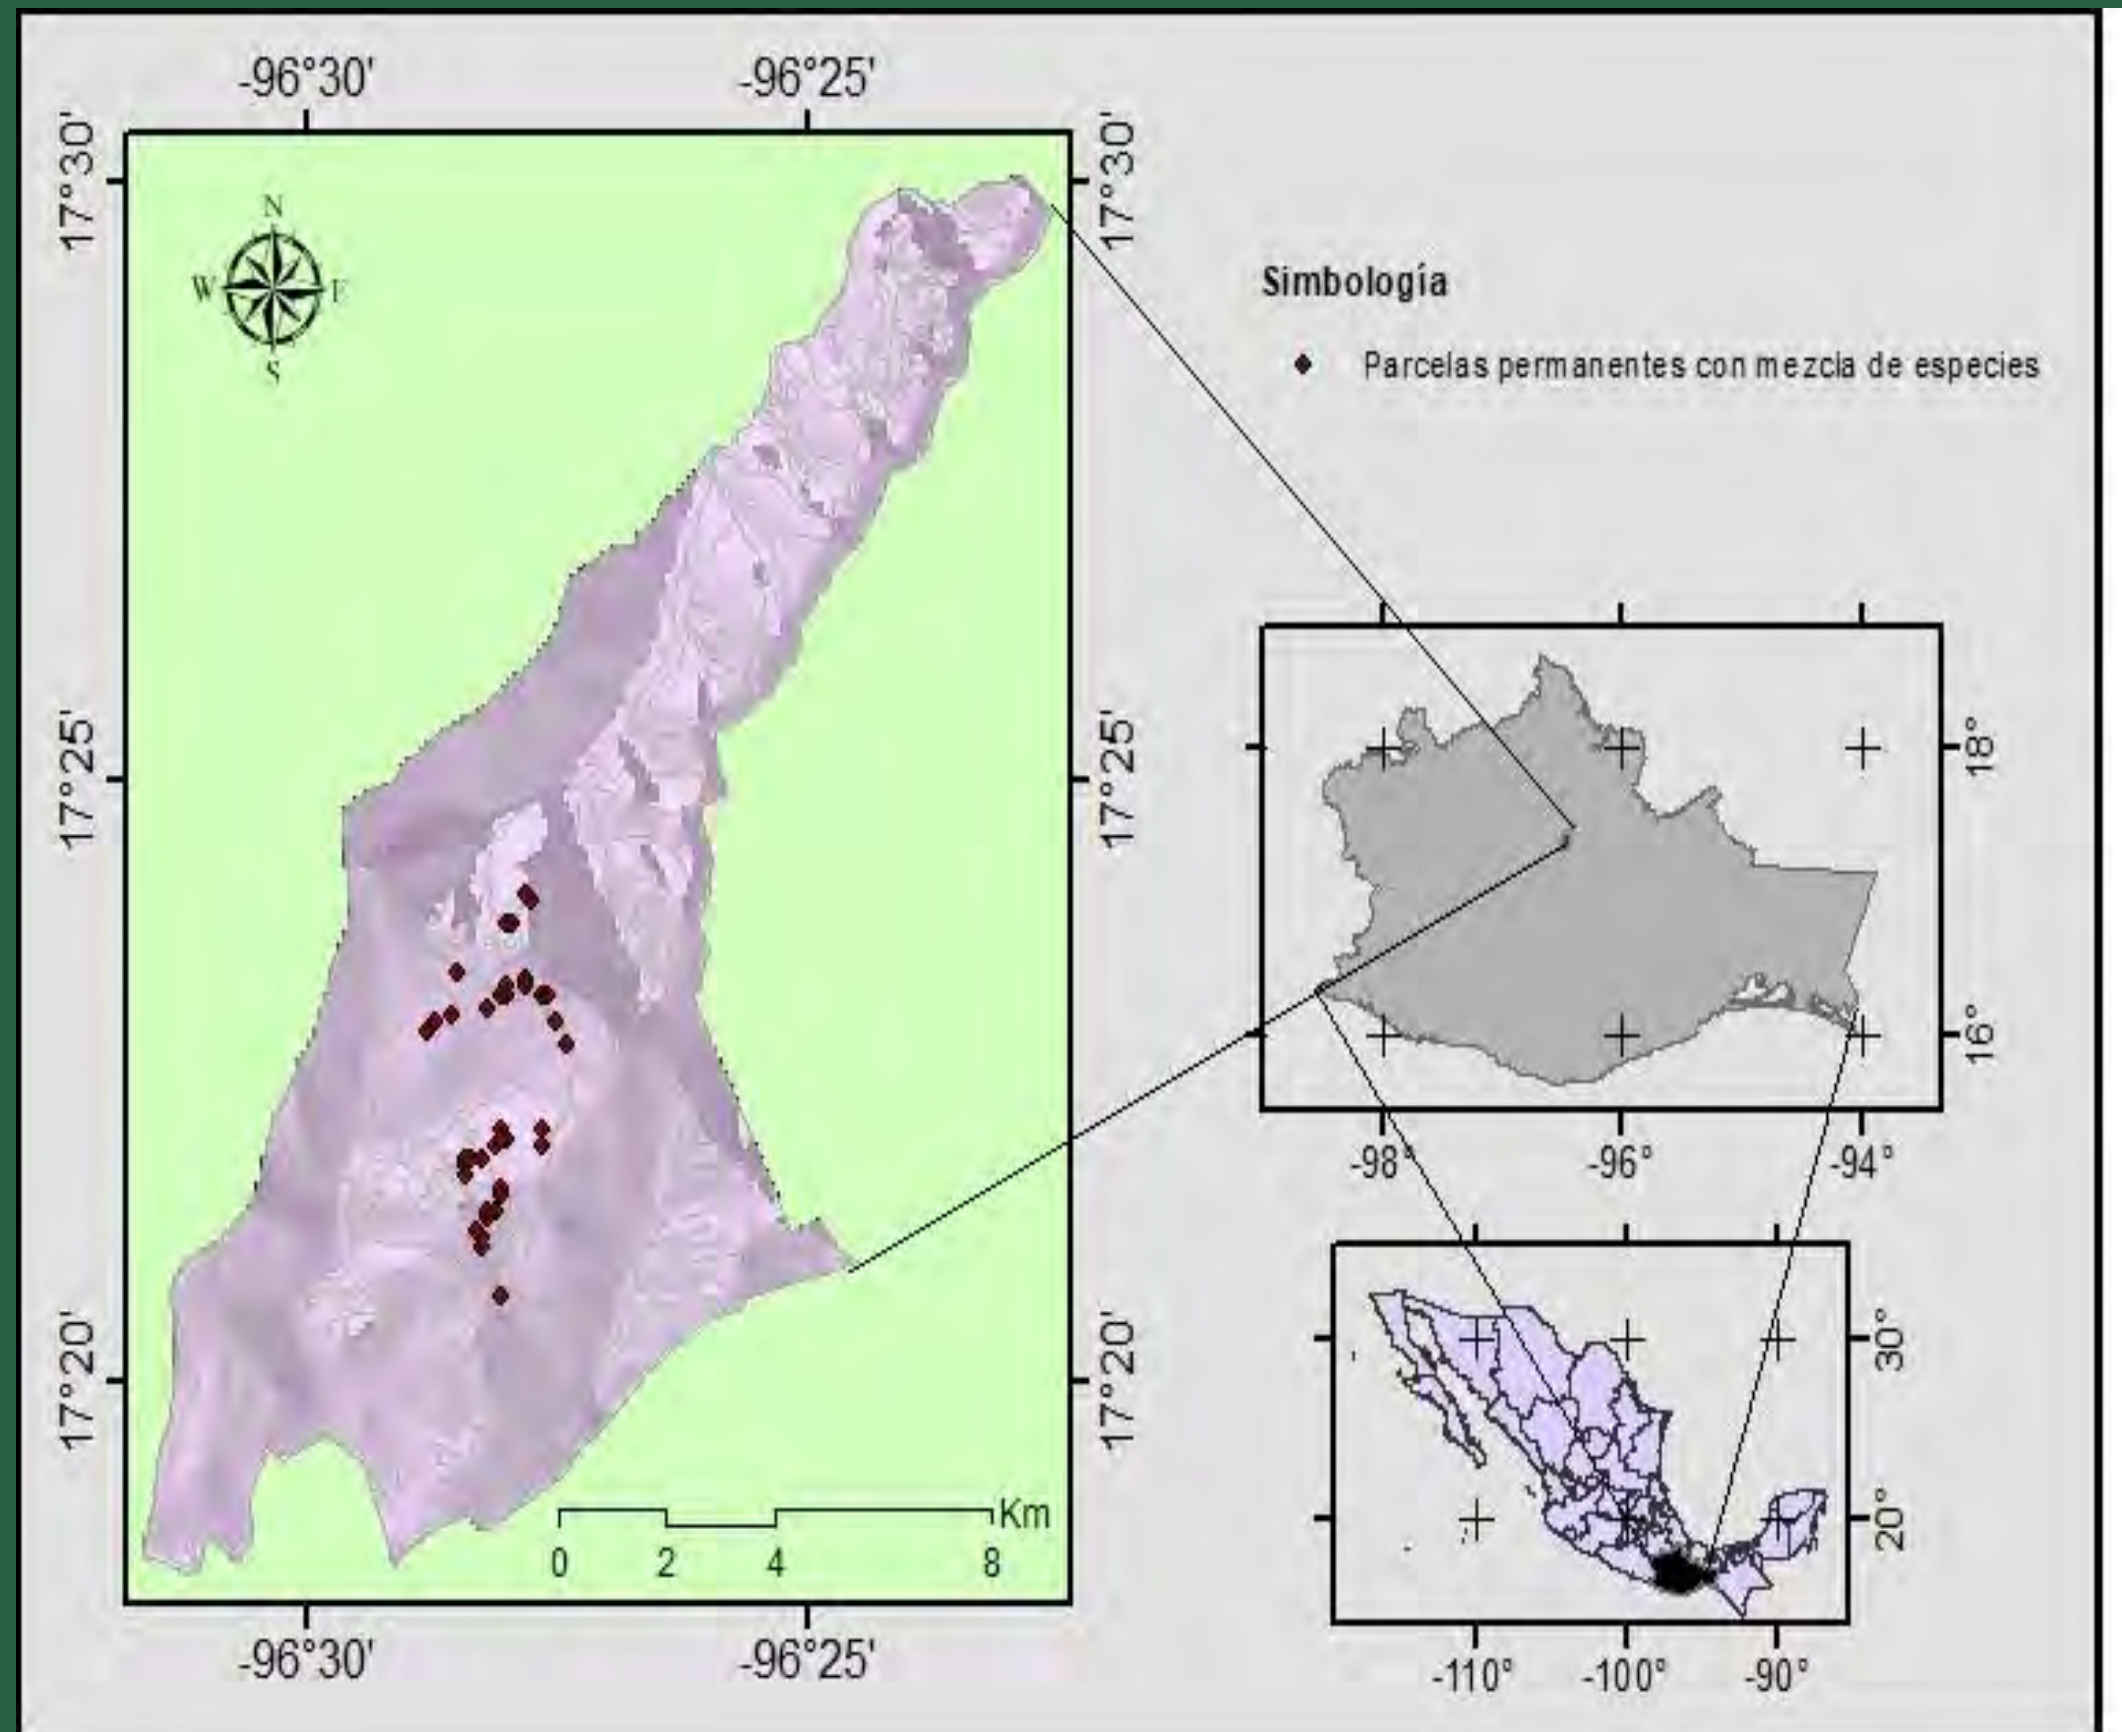 -96°30' -96°25'
17°30' 17°30'
N
W E
S
Simbología
Parcelas permanentes con mezcla de especies
17°25' 17°25'
18°
16°
-98° -96° -94°
17°20' 17°20'
30°
20°
Km
0 2 4 8
-96°30' -96°25'
-110° -100° -90°